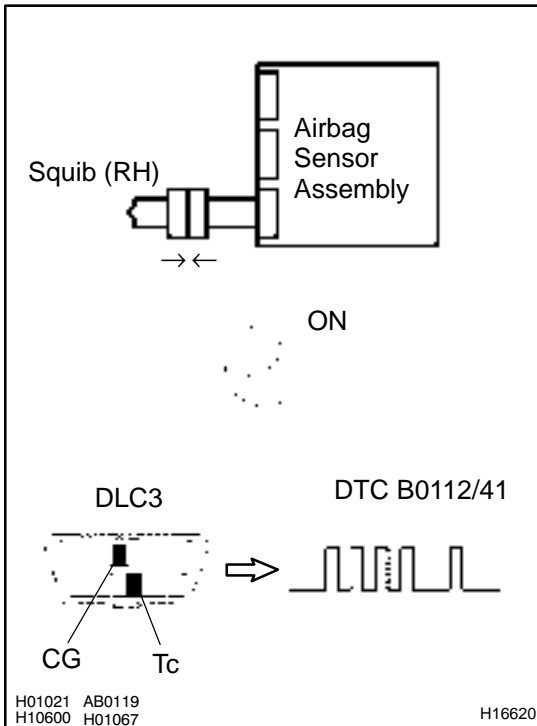 Squib (RH)
Airbag
Sensor
Assembly
ON
DLC3
DTC B0112/41
CG
Tc
H01021 AB0119
H10600 H01067
H16620